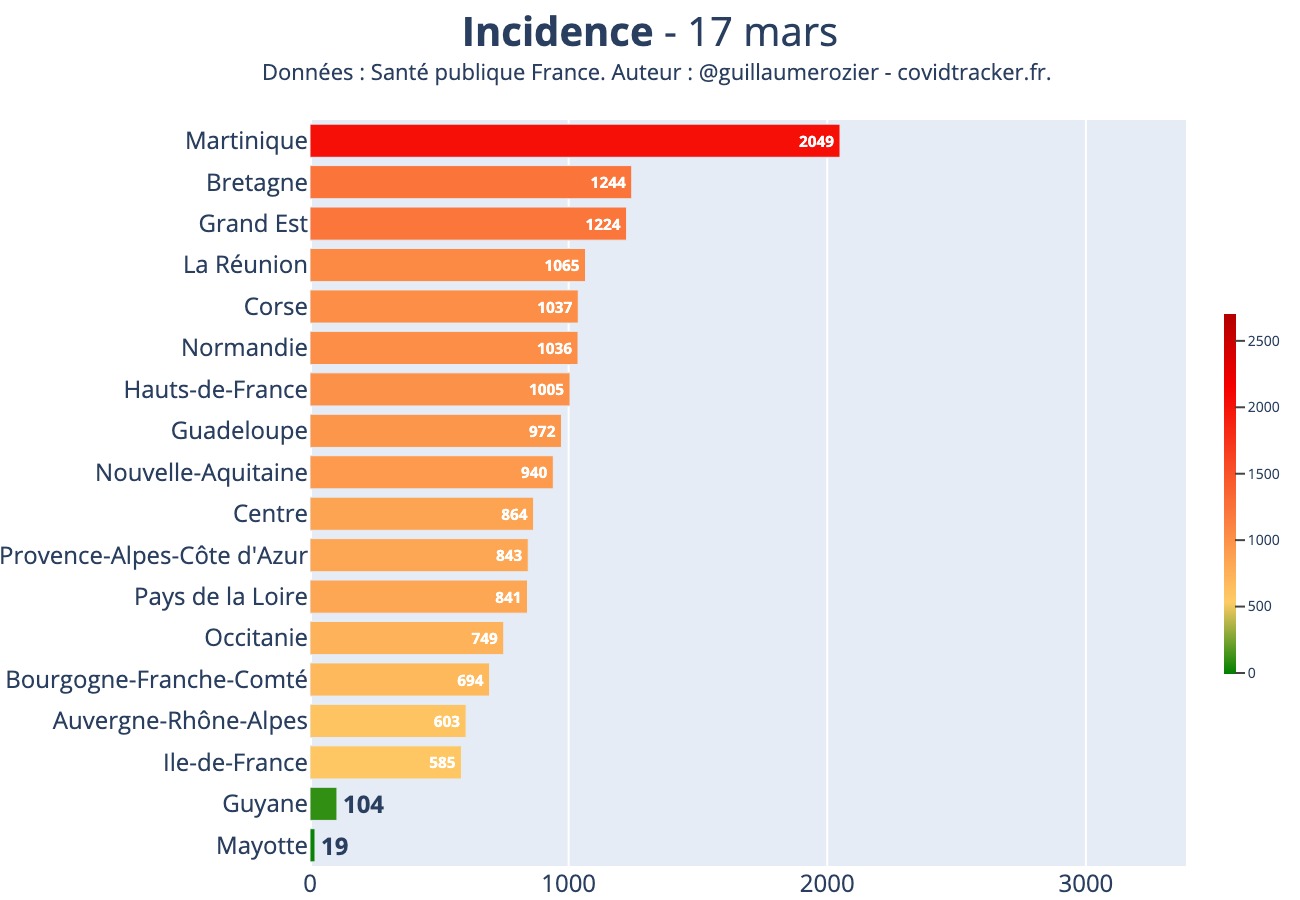 Incidence - 17 mars
Données : Santé publique France. Auteur : @guillaumerozier - covidtracker.fr.
Martinique 2049
Bretagne 1244
Grand Est 1224
La Réunion 1065
Corse 1037
Normandie 1036
Hauts-de-France 1005
Guadeloupe 972
Nouvelle-Aquitaine 940
Centre 864
Provence-Alpes-Côte d'Azur 843
Pays de la Loire 841
Occitanie 749
Bourgogne-Franche-Comté 694
Auvergne-Rhône-Alpes 603
Ile-de-France 585
Guyane 104
Mayotte 19
0 1000 2000 3000
2500
2000
1500
1000
500
0